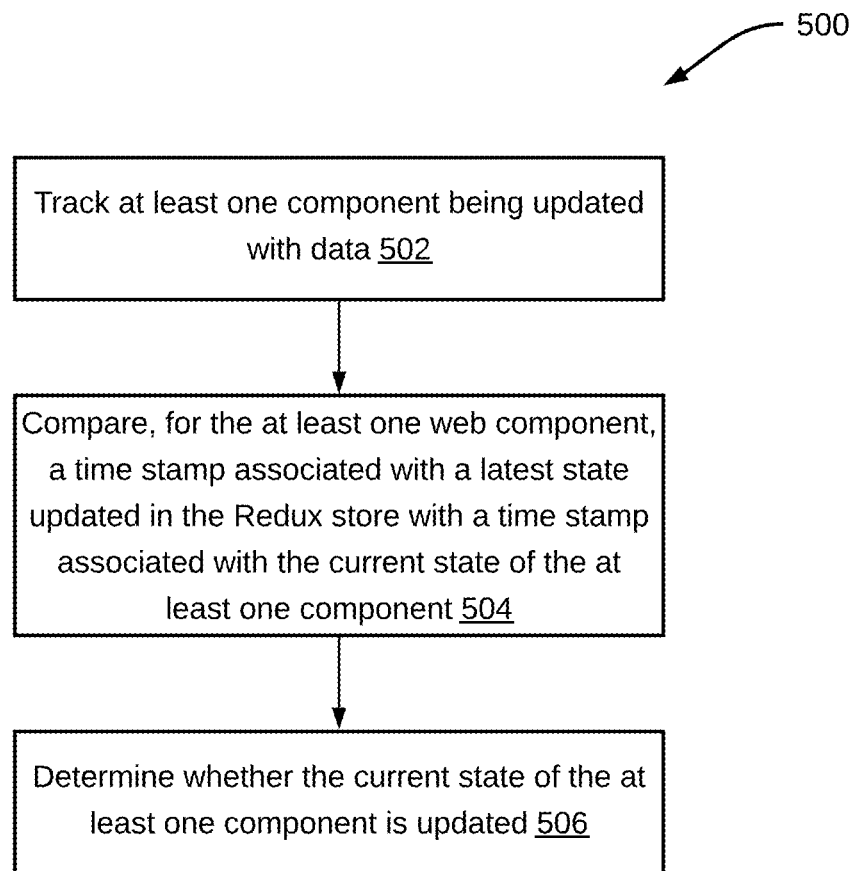 500
Track at least one component being updated
with data 502
Compare, for the at least one web component,
a time stamp associated with a latest state
updated in the Redux store with a time stamp
associated with the current state of the at
least one component 504
Determine whether the current state of the at
least one component is updated 506